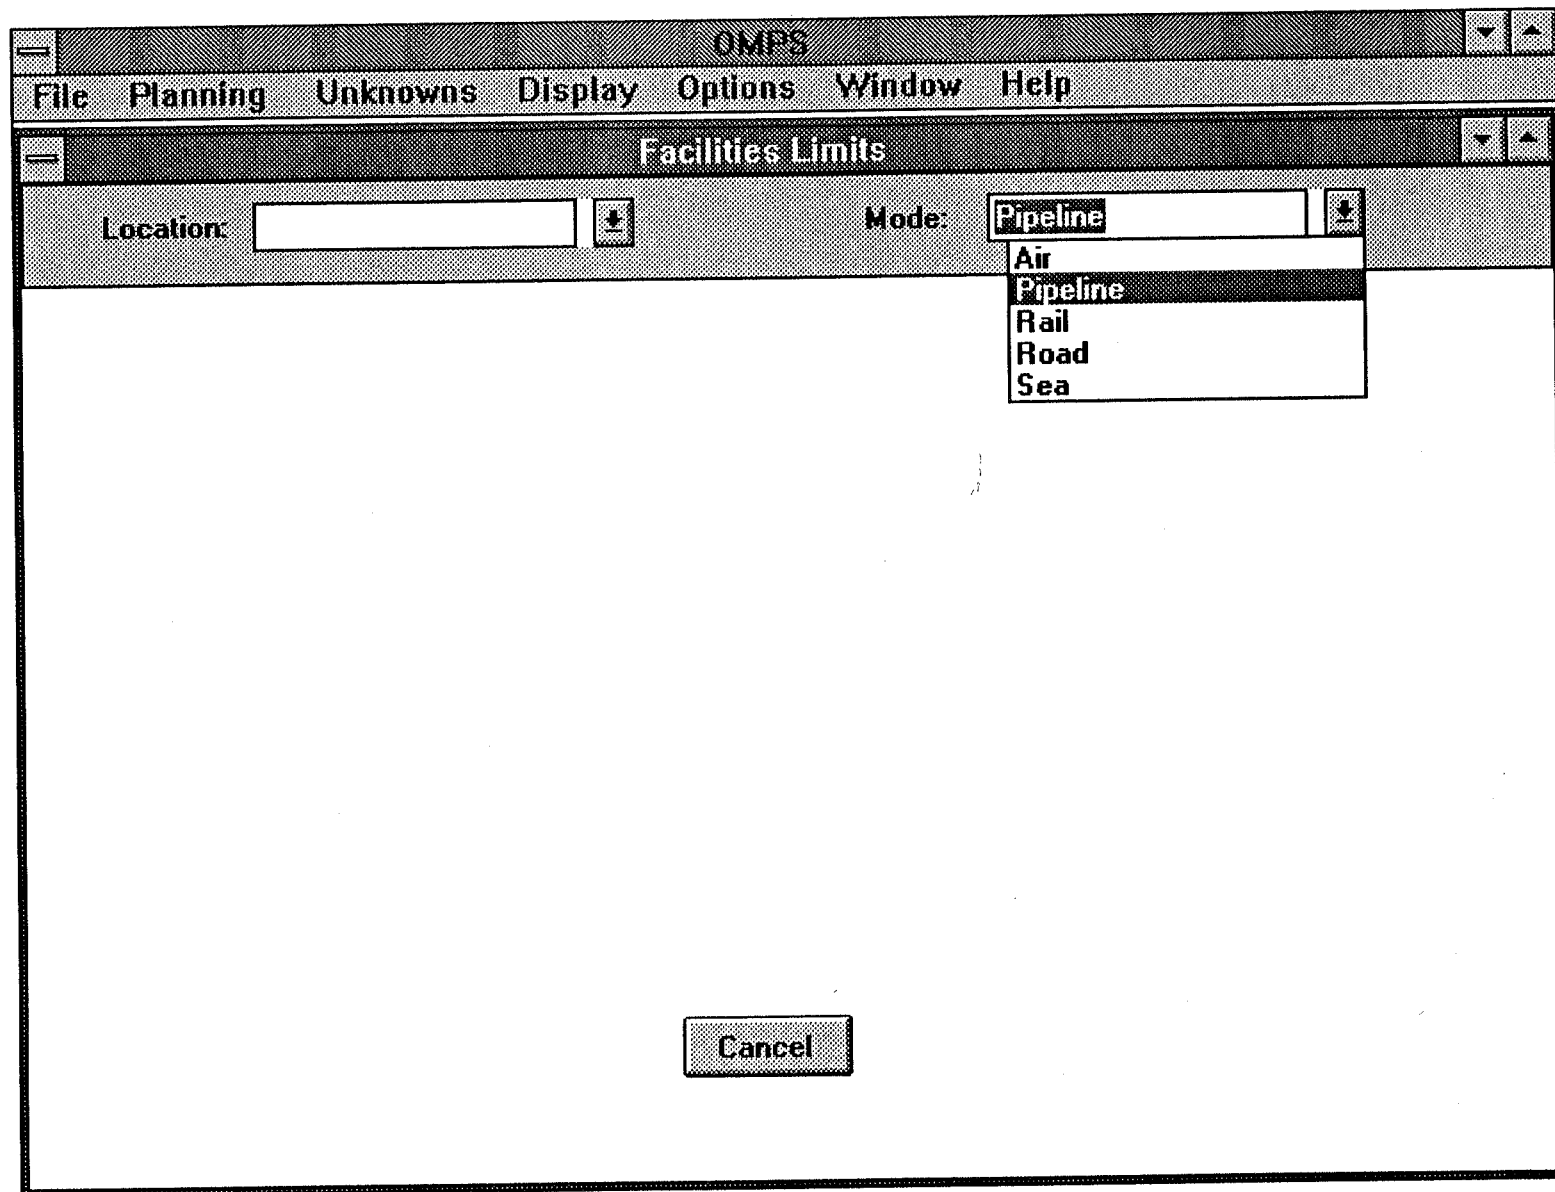 OMPS
File Planning Unknowns Display Options Window Help
Facilities Limits
Location: Mode: Pipeline
Air
Pipeline
Rail
Road
Sea
Cancel